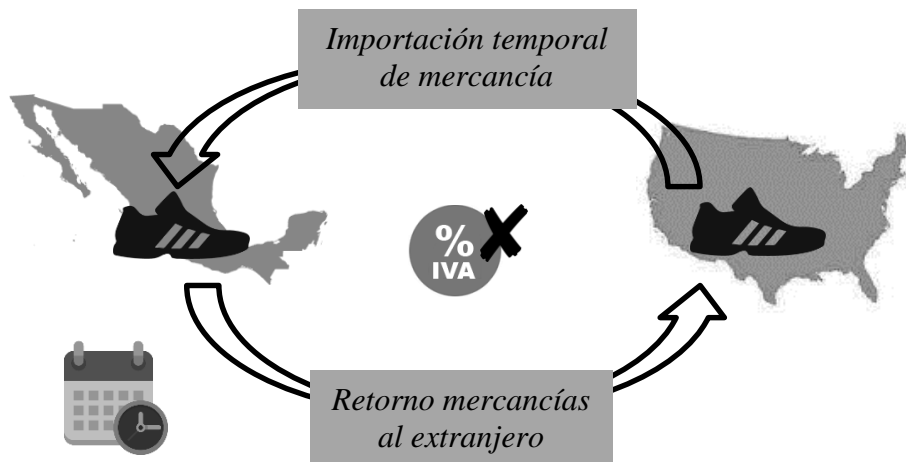 Importación temporal
de mercancía
%
IVA
Retorno mercancías
al extranjero